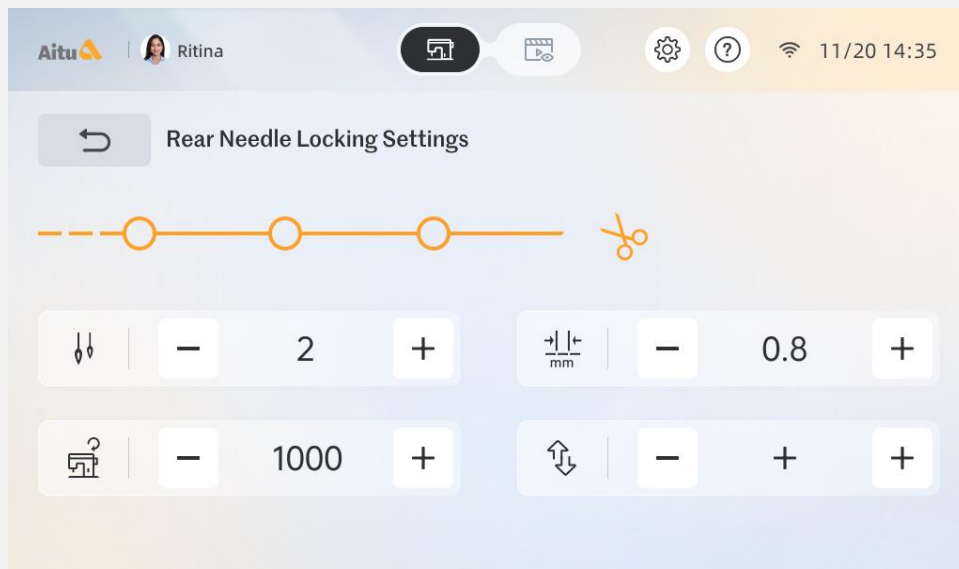 Aitu
Ritina
11/20 14:35
Rear Needle Locking Settings
− 2 +
mm − 0.8 +
− 1000 +
− + +